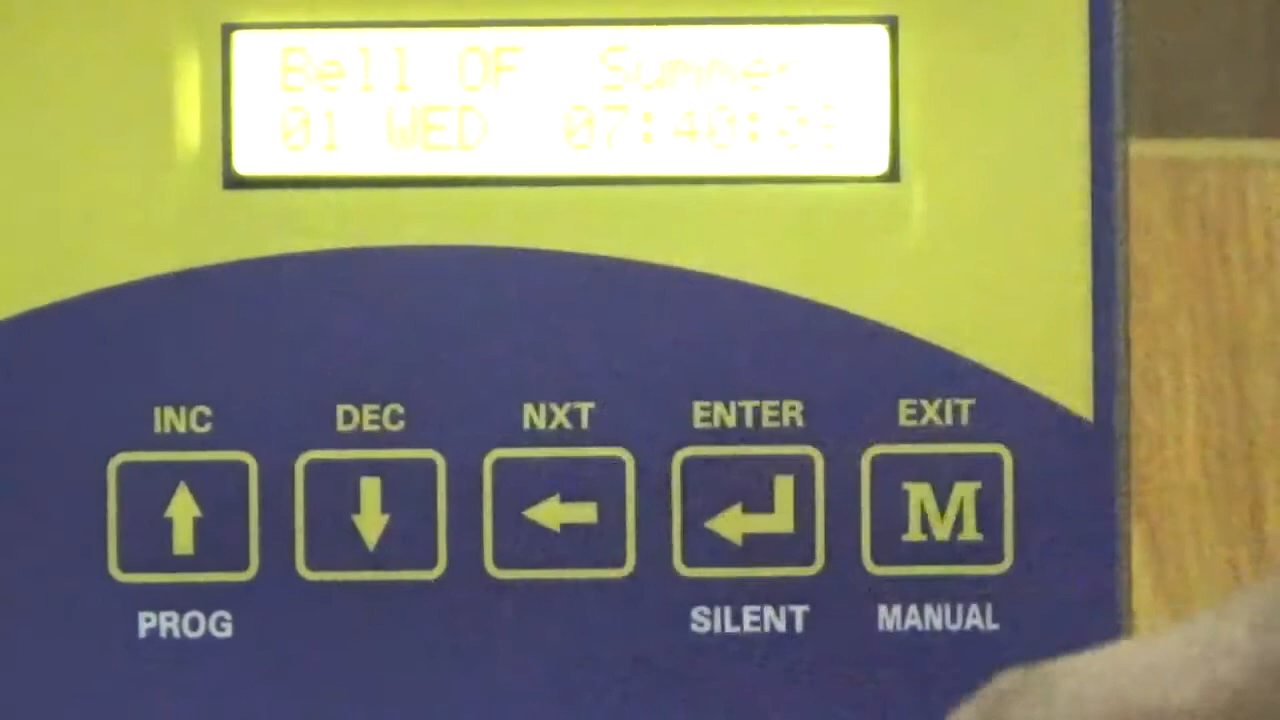 Bell OF Summer
01 WED 07:40:
INC DEC NXT ENTER EXIT
M
PROG SILENT MANUAL